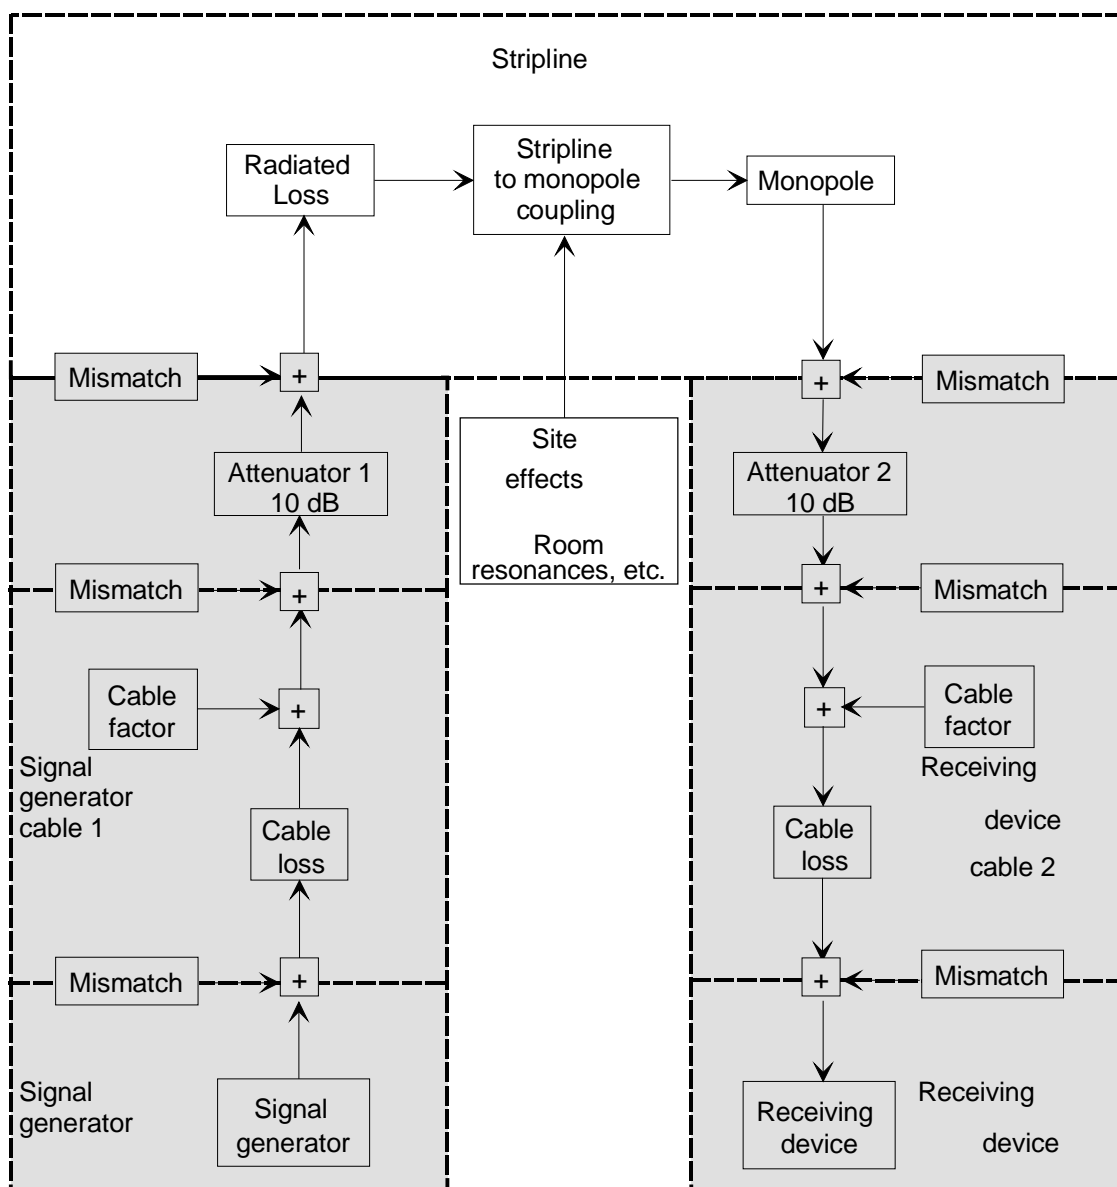 Stripline
Radiated
Loss
Stripline
to monopole
coupling
Monopole
Mismatch
+
+
Mismatch
Attenuator 1
10 dB
Site
effects
Room
resonances, etc.
Attenuator 2
10 dB
Mismatch
+
+
Mismatch
Cable
factor
+
+
Cable
factor
Signal
generator
cable 1
Cable
loss
Cable
loss
Receiving
device
cable 2
Mismatch
+
+
Mismatch
Signal
generator
Signal
generator
Receiving
device
Receiving
device